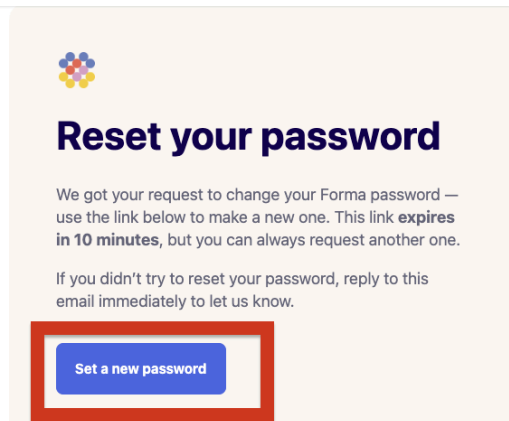 Reset your password
We got your request to change your Forma password —
use the link below to make a new one. This link expires
in 10 minutes, but you can always request another one.
If you didn’t try to reset your password, reply to this
email immediately to let us know.
Set a new password